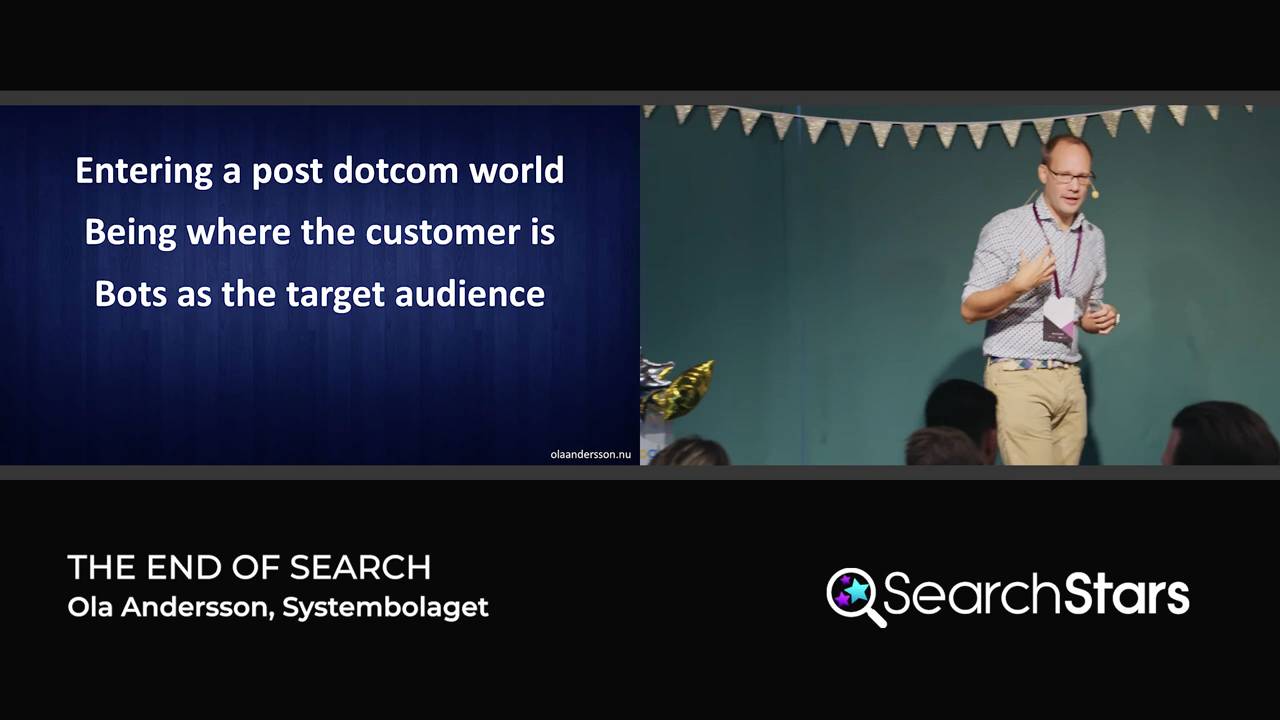 Entering a post dotcom world
Being where the customer is
Bots as the target audience
olaandersson.nu
THE END OF SEARCH
Ola Andersson, Systembolaget
SearchStars